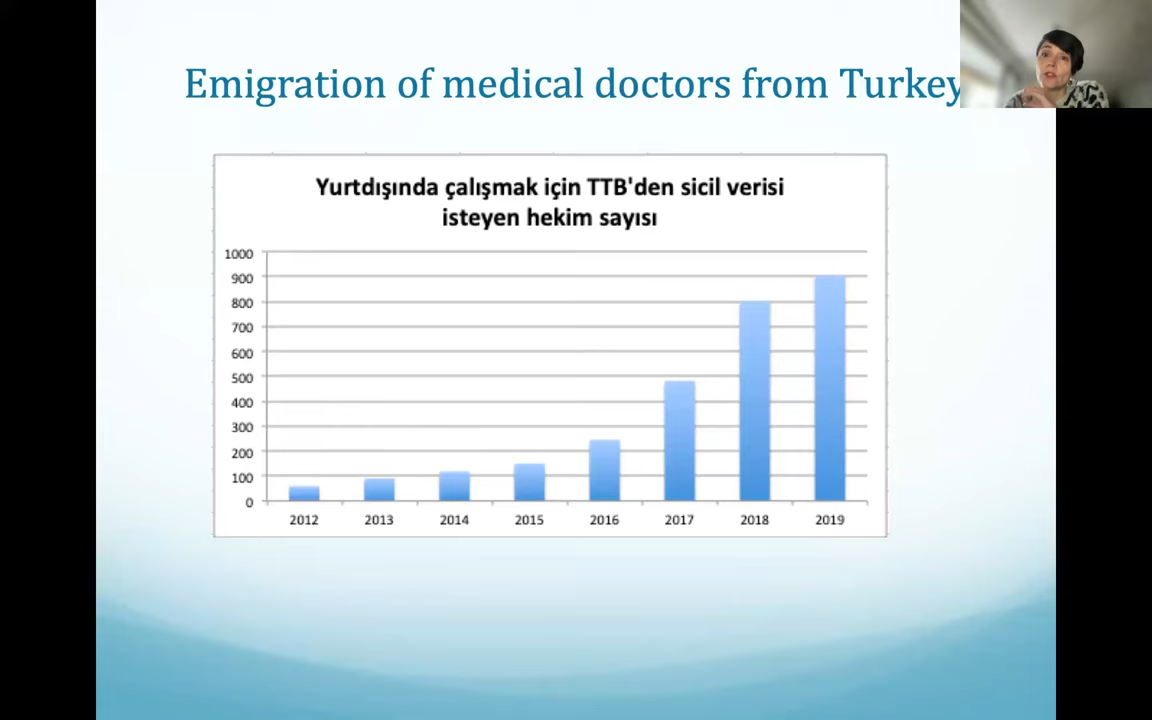 Emigration of medical doctors from Turkey
Yurtdışında çalışmak için TTB'den sicil verisi
isteyen hekim sayısı
1000
900
800
700
600
500
400
300
200
100
0
2012 2013 2014 2015 2016 2017 2018 2019